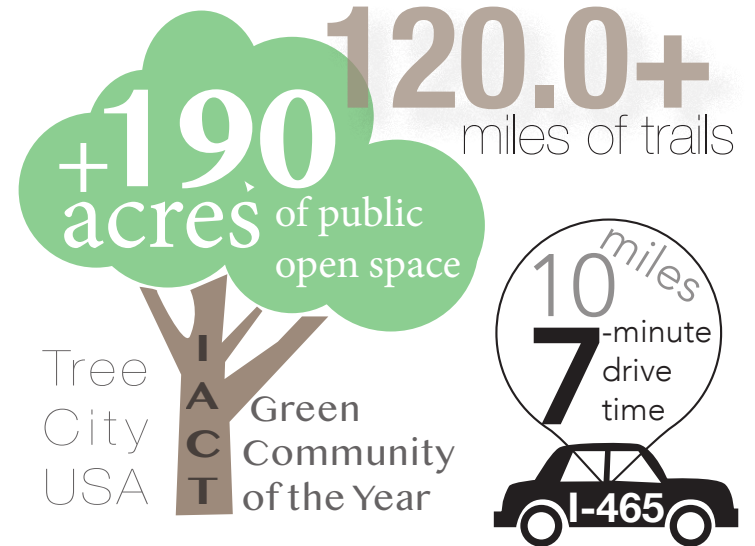 120.0+
miles of trails
+190
acres of public
open space
10 miles
7-minute
drive
time
I-465
Tree
City
USA
IACT
Green
Community
of the Year